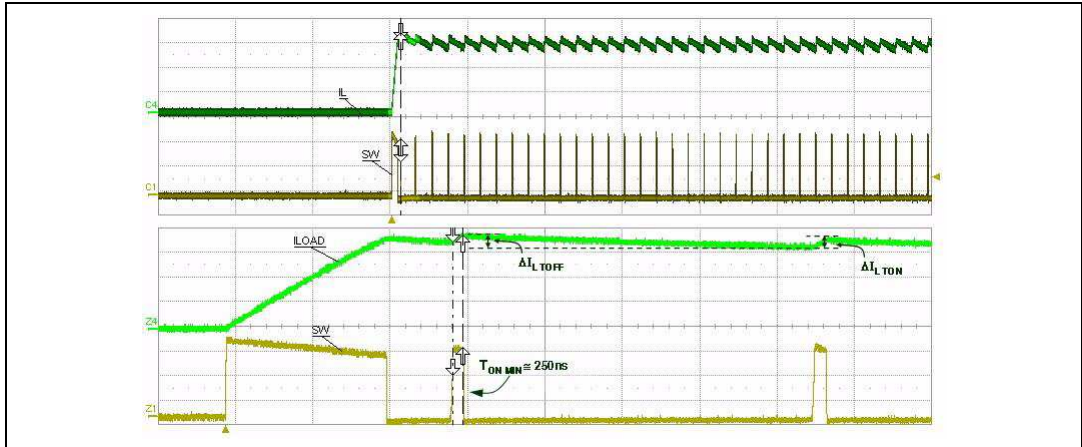 C4
IL
SW
C1
ILOAD
ΔIL TOFF
ΔIL TON
Z4
SW
TON MIN ≅ 250ns
Z1